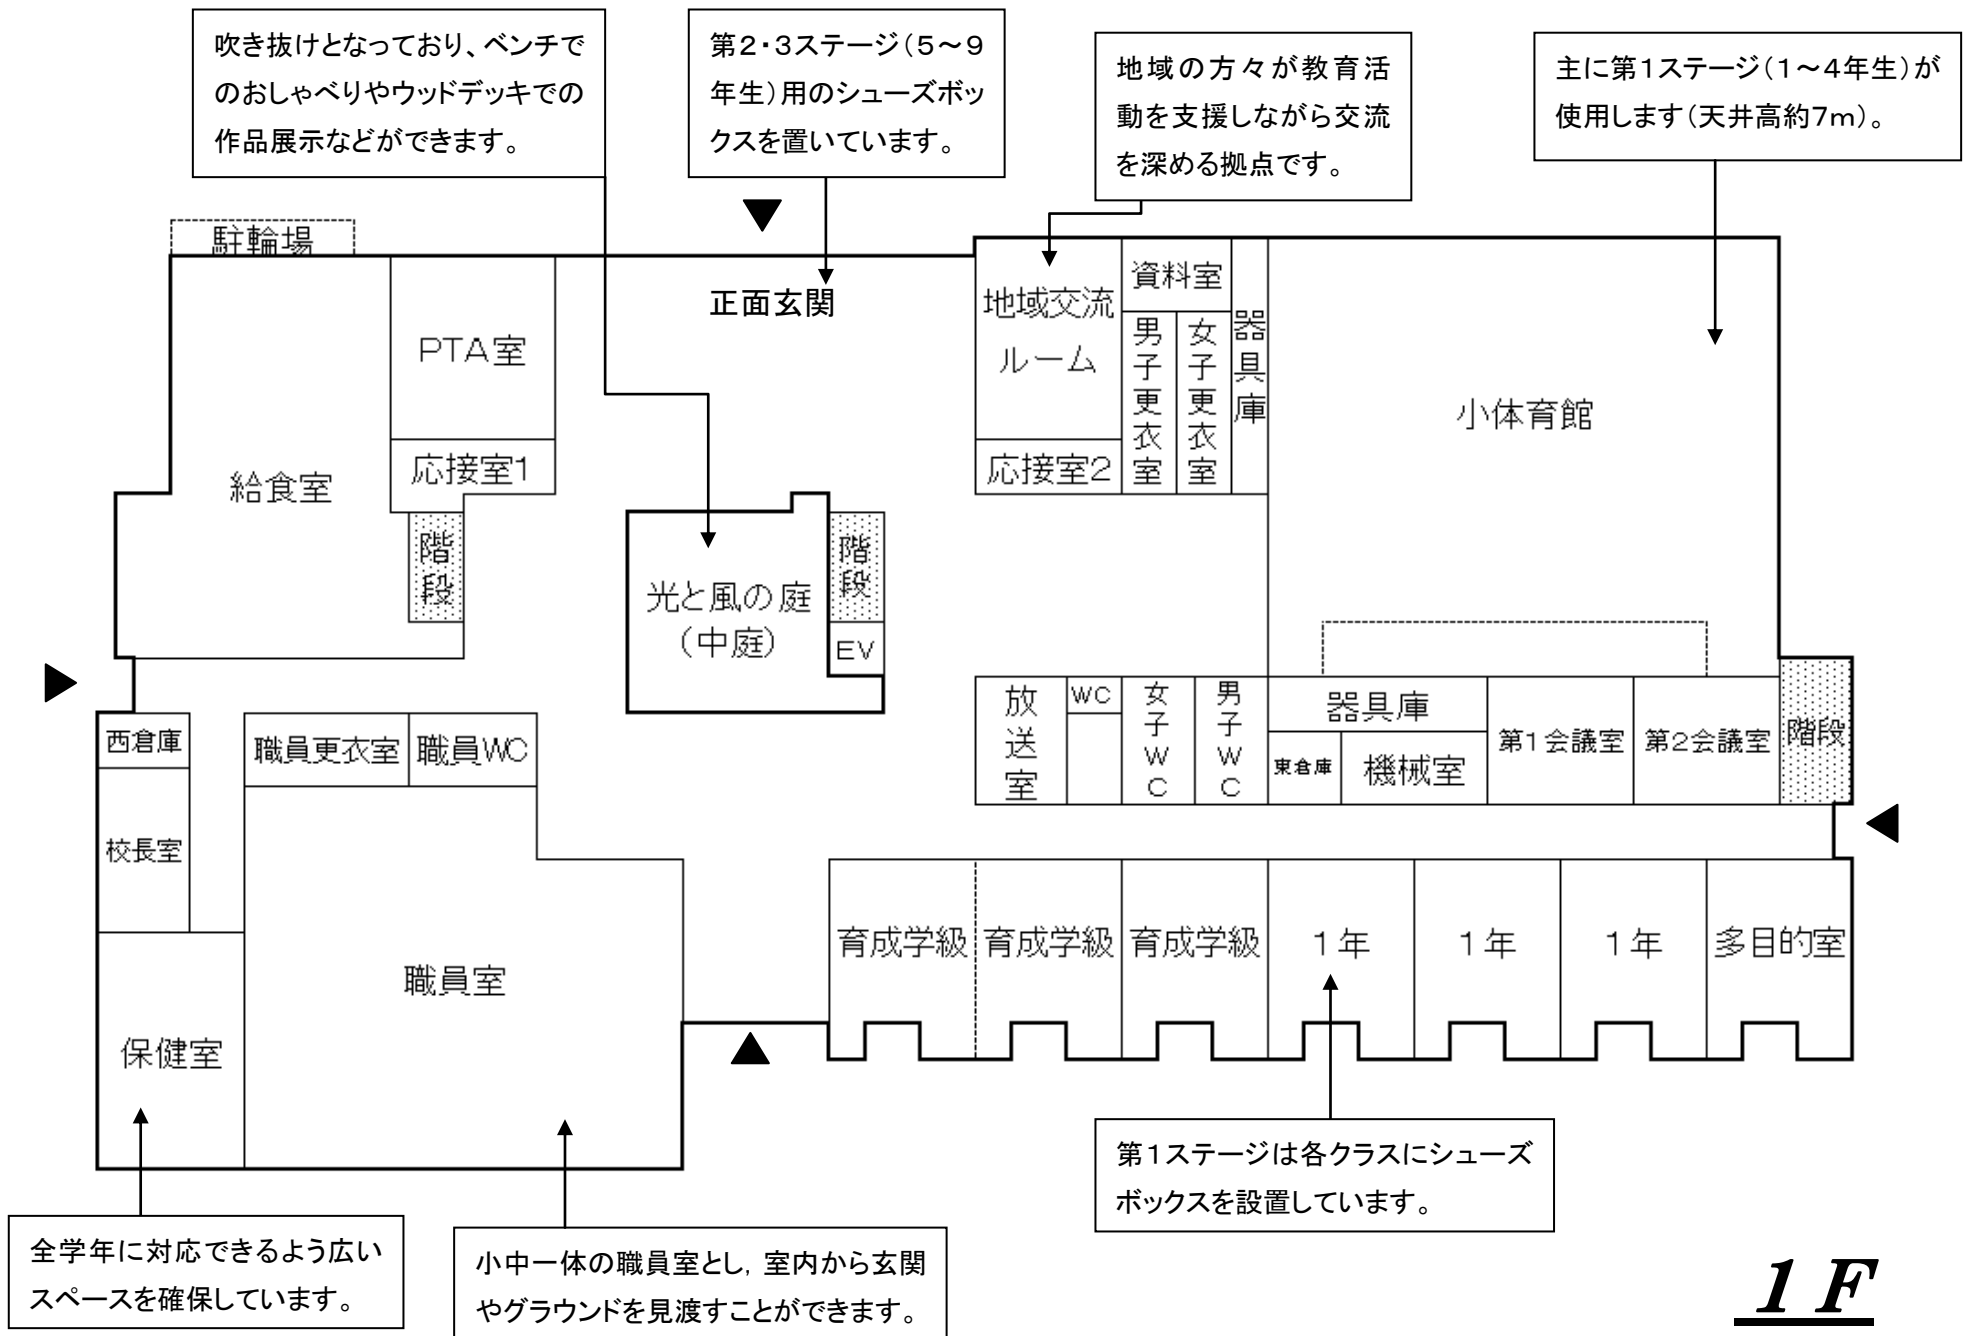 吹き抜けとなっており、ベンチで
のおしゃべりやウッドデッキでの
作品展示などができます。
第2・3ステージ(5～9
年生)用のシューズボッ
クスを置いています。
地域の方々が教育活
動を支援しながら交流
を深める拠点です。
主に第1ステージ(1～4年生)が
使用します(天井高約7m)。
駐輪場
正面玄関
PTA室
応接室1
給食室
階段
地域交流
ルーム
応接室2
資料室
男子更衣室
女子更衣室
器具庫
小体育館
光と風の庭
(中庭)
階段
EV
西倉庫
職員更衣室
職員WC
校長室
職員室
保健室
放送室
WC
女子WC
男子WC
器具庫
東倉庫
機械室
第1会議室
第2会議室
階段
育成学級
育成学級
育成学級
1年
1年
1年
多目的室
全学年に対応できるよう広い
スペースを確保しています。
小中一体の職員室とし,室内から玄関
やグラウンドを見渡すことができます。
第1ステージは各クラスにシューズ
ボックスを設置しています。
1F